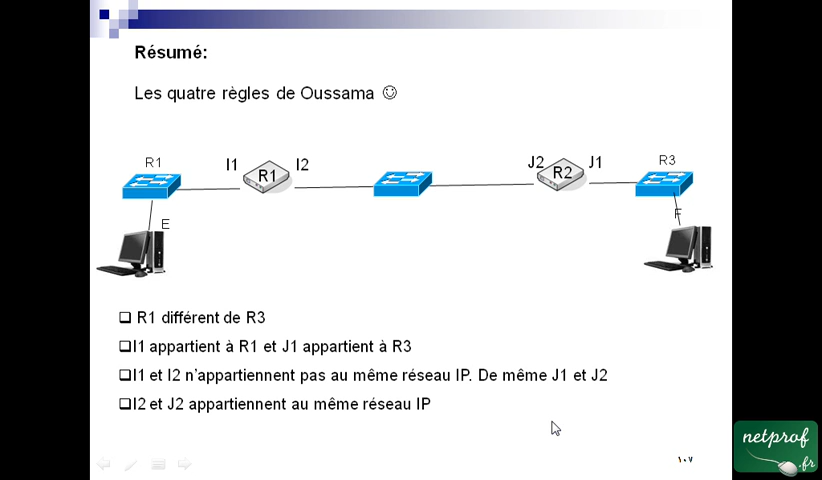 Résumé:
Les quatre règles de Oussama ☺
R1 I1 R1 I2 J2 R2 J1 R3
E F
R1 différent de R3
I1 appartient à R1 et J1 appartient à R3
I1 et I2 n'appartiennent pas au même réseau IP. De même J1 et J2
I2 et J2 appartiennent au même réseau IP
١٠٧
netprof
.fr